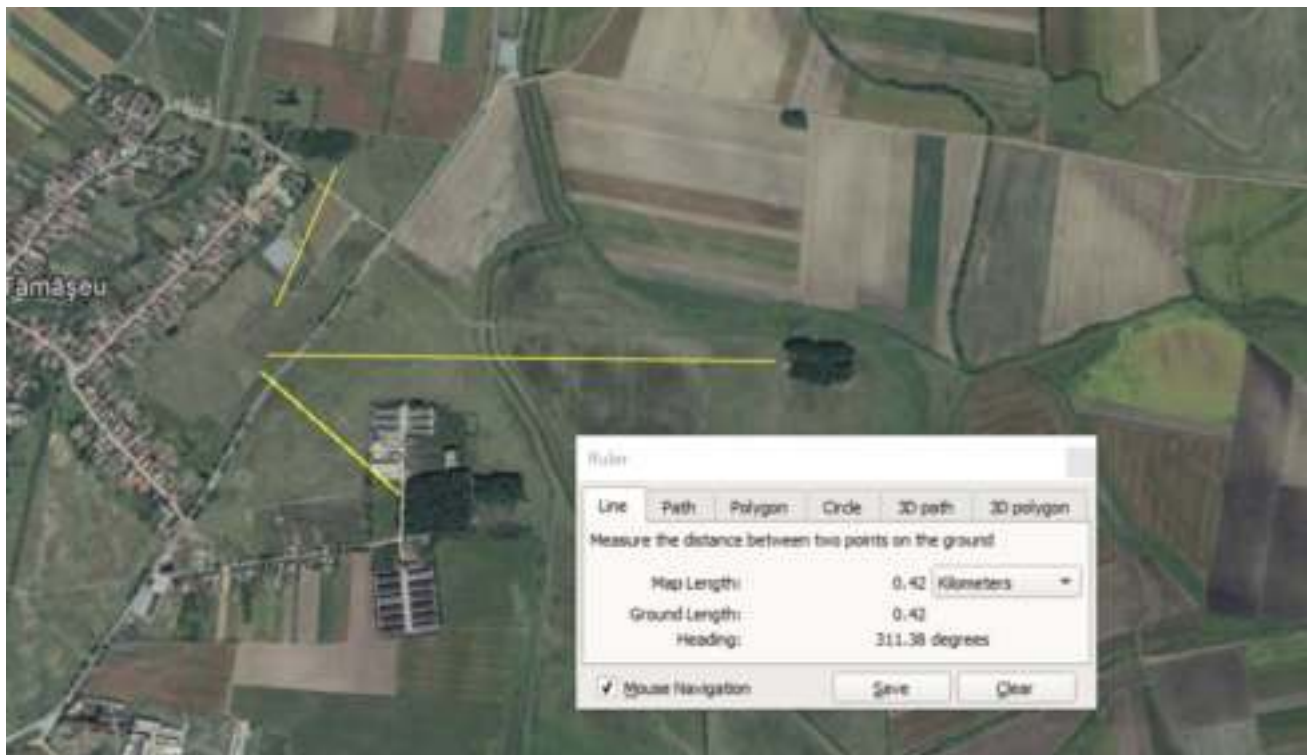 Tămășeu
Ruler
Line Path Polygon Circle 3D path 3D polygon
Measure the distance between two points on the ground
Map Length: 0.42 Kilometers
Ground Length: 0.42
Heading: 311.38 degrees
Mouse Navigation Save Clear